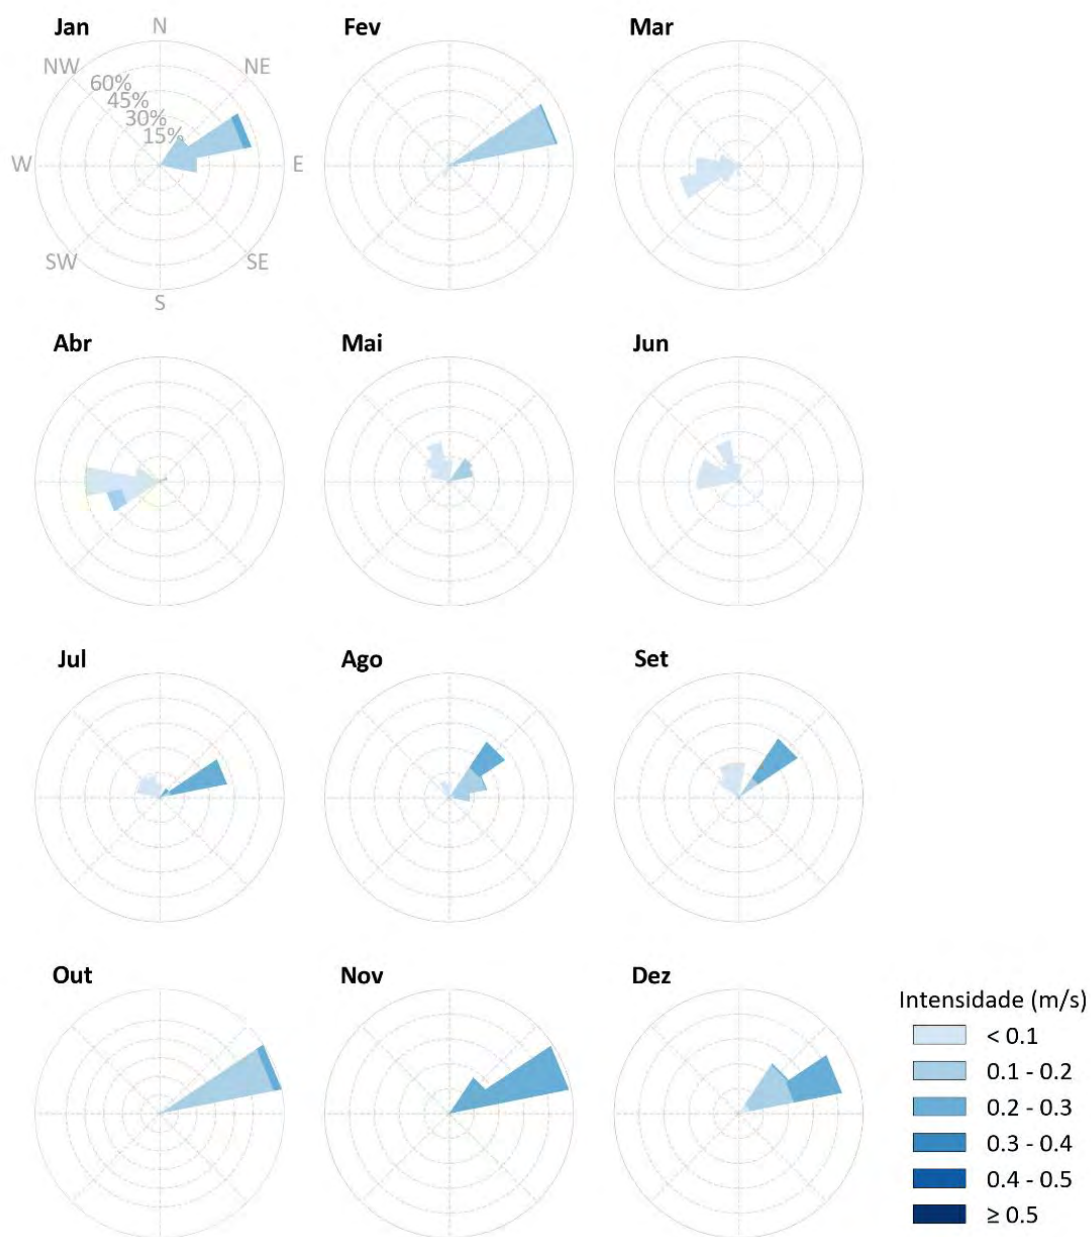 Jan
N
NW
NE
60%
45%
30%
15%
W
E
SW
SE
S
Fev
Mar
Abr
Mai
Jun
Jul
Ago
Set
Out
Nov
Dez
Intensidade (m/s)
< 0.1
0.1 - 0.2
0.2 - 0.3
0.3 - 0.4
0.4 - 0.5
≥ 0.5